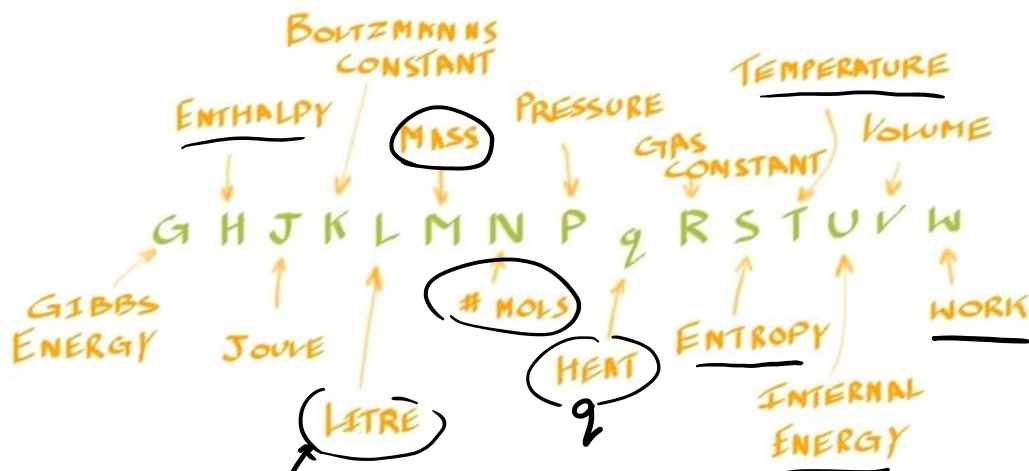 BOLTZMANNS
CONSTANT
TEMPERATURE
ENTHALPY
MASS
PRESSURE
VOLUME
GAS
CONSTANT
G H J K L M N P q R S T U V W
GIBBS
ENERGY
JOULE
# MOLS
ENTROPY
WORK
HEAT
q
LITRE
INTERNAL
ENERGY